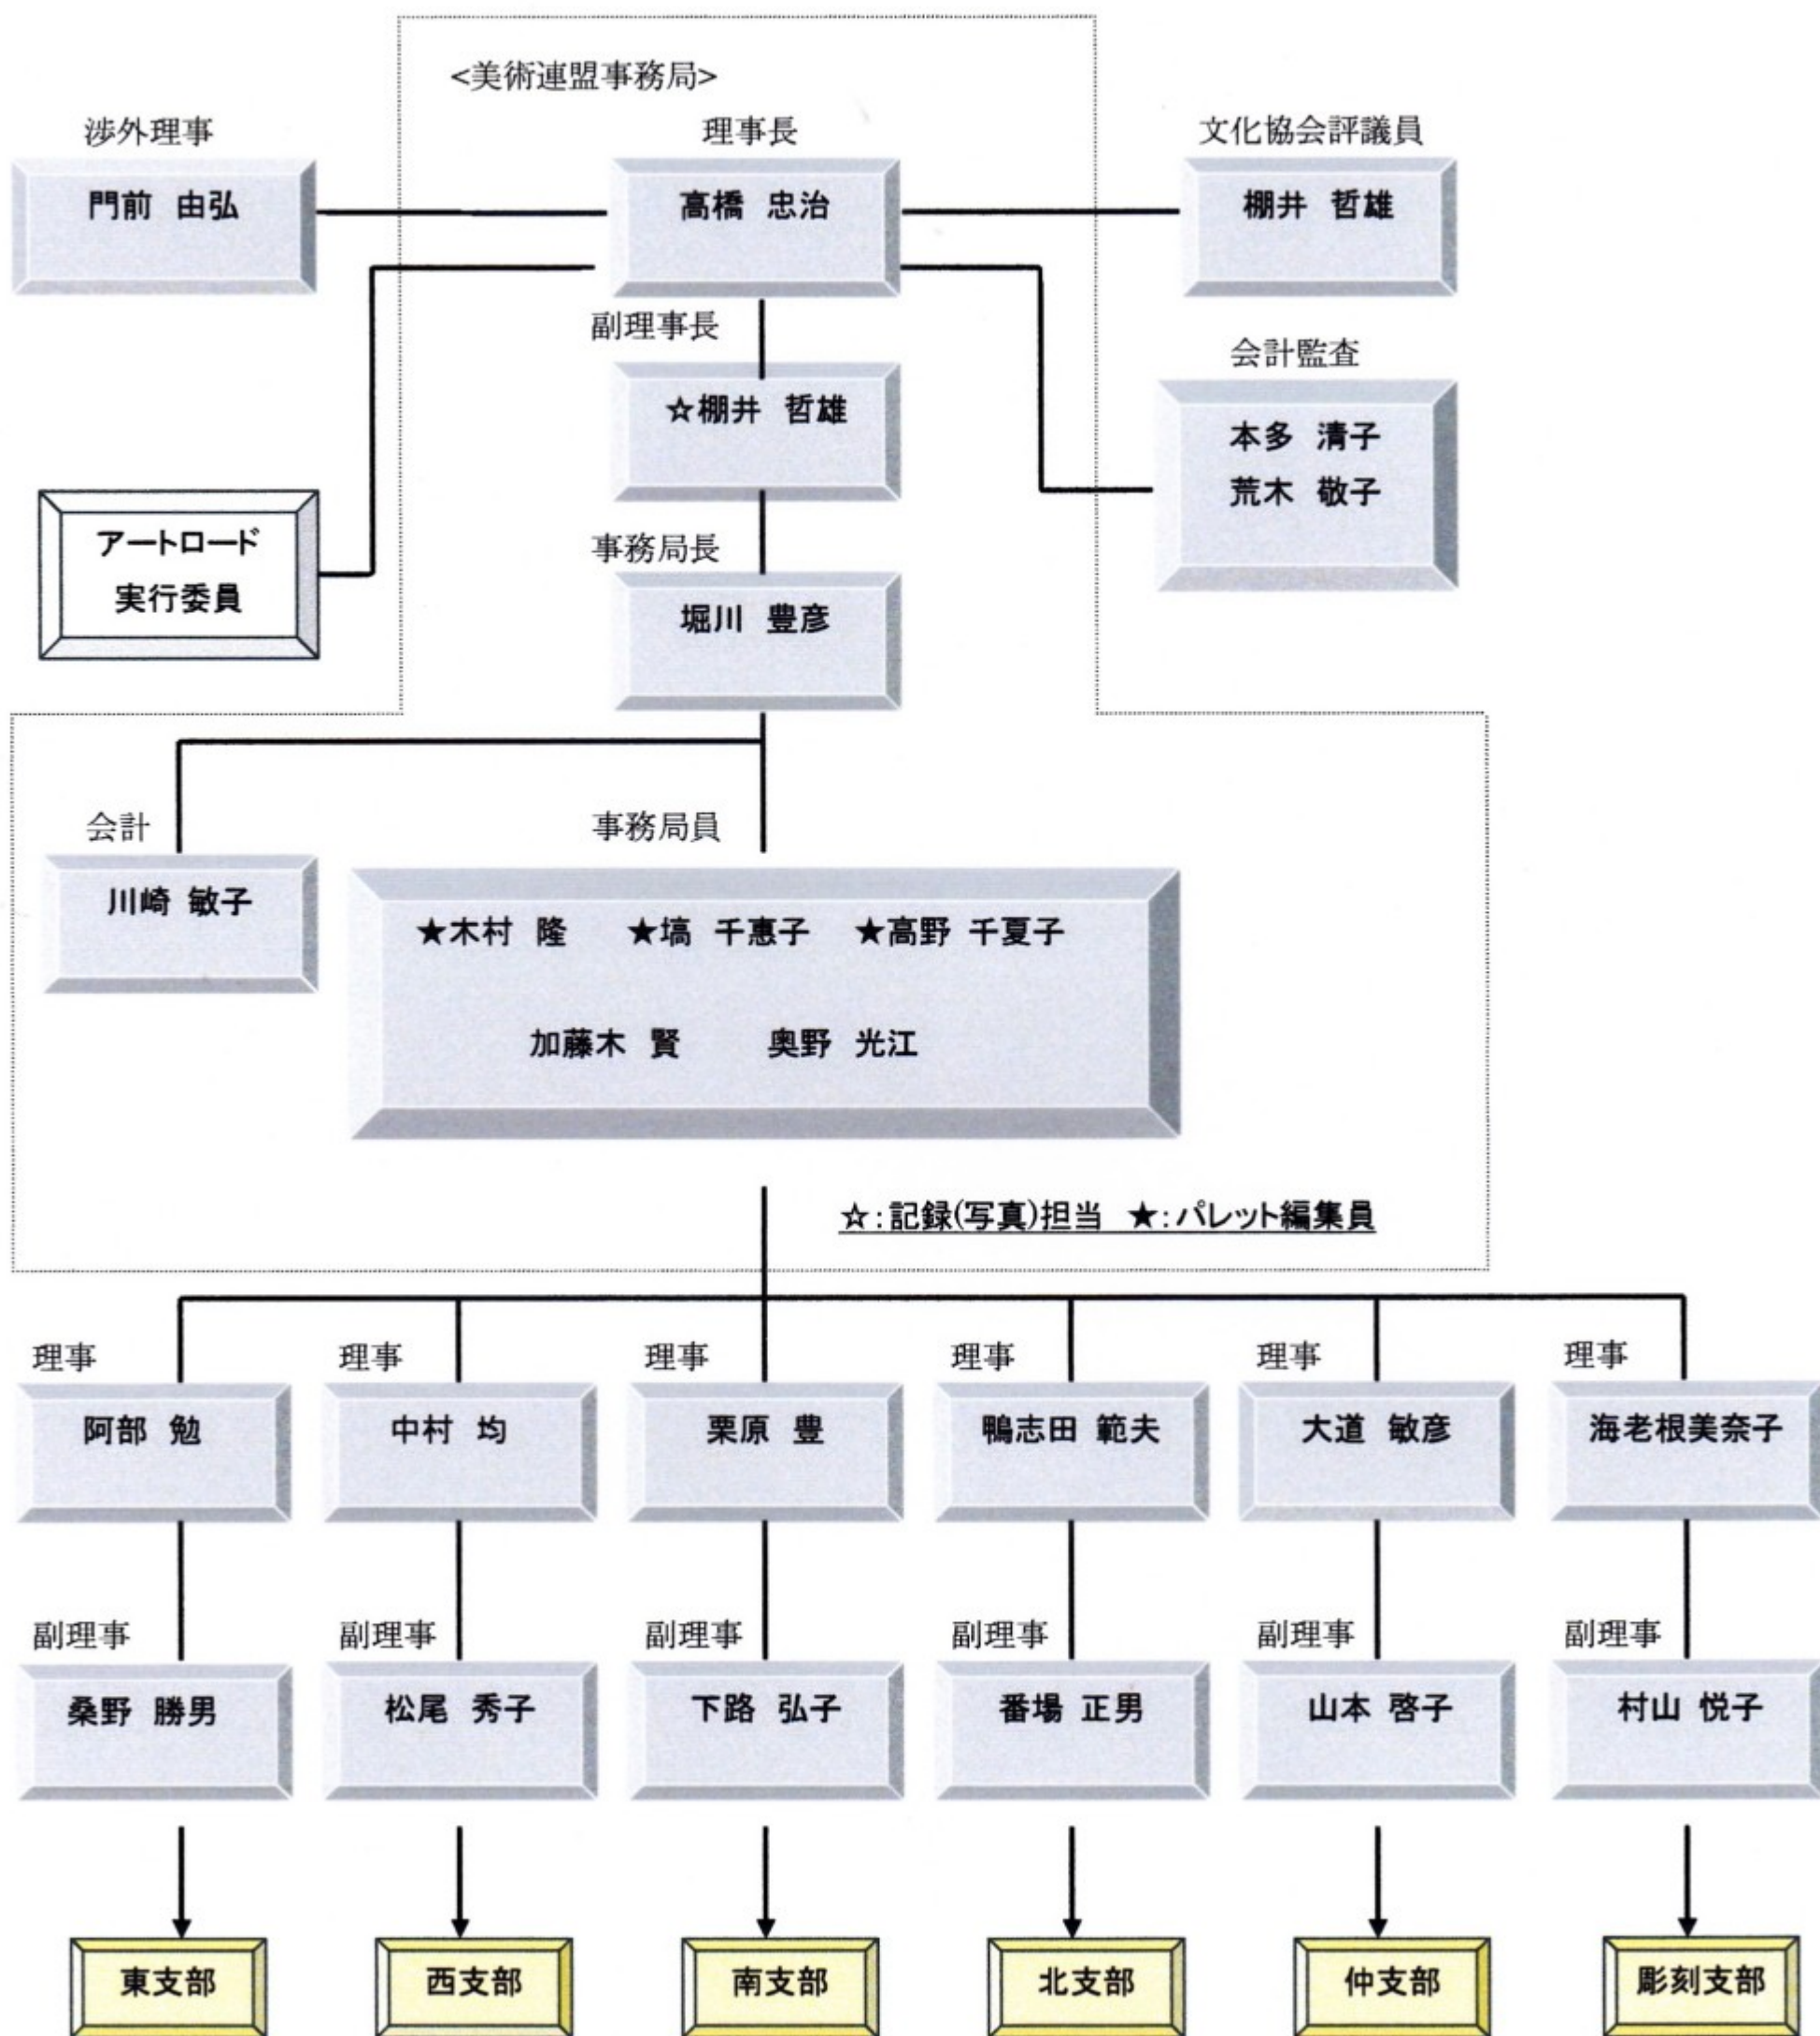 <美術連盟事務局>
渉外理事 理事長 文化協会評議員
門前 由弘 高橋 忠治 棚井 哲雄
副理事長
会計監査
☆棚井 哲雄
本多 清子
荒木 敬子
アートロード
実行委員
事務局長
堀川 豊彦
会計 事務局員
川崎 敏子
★木村 隆 ★塙 千惠子 ★高野 千夏子
加藤木 賢 奥野 光江
☆:記録(写真)担当 ★:パレット編集員
理事 理事 理事 理事 理事 理事
阿部 勉 中村 均 栗原 豊 鴨志田 範夫 大道 敏彦 海老根美奈子
副理事 副理事 副理事 副理事 副理事 副理事
桑野 勝男 松尾 秀子 下路 弘子 番場 正男 山本 啓子 村山 悦子
東支部 西支部 南支部 北支部 仲支部 彫刻支部